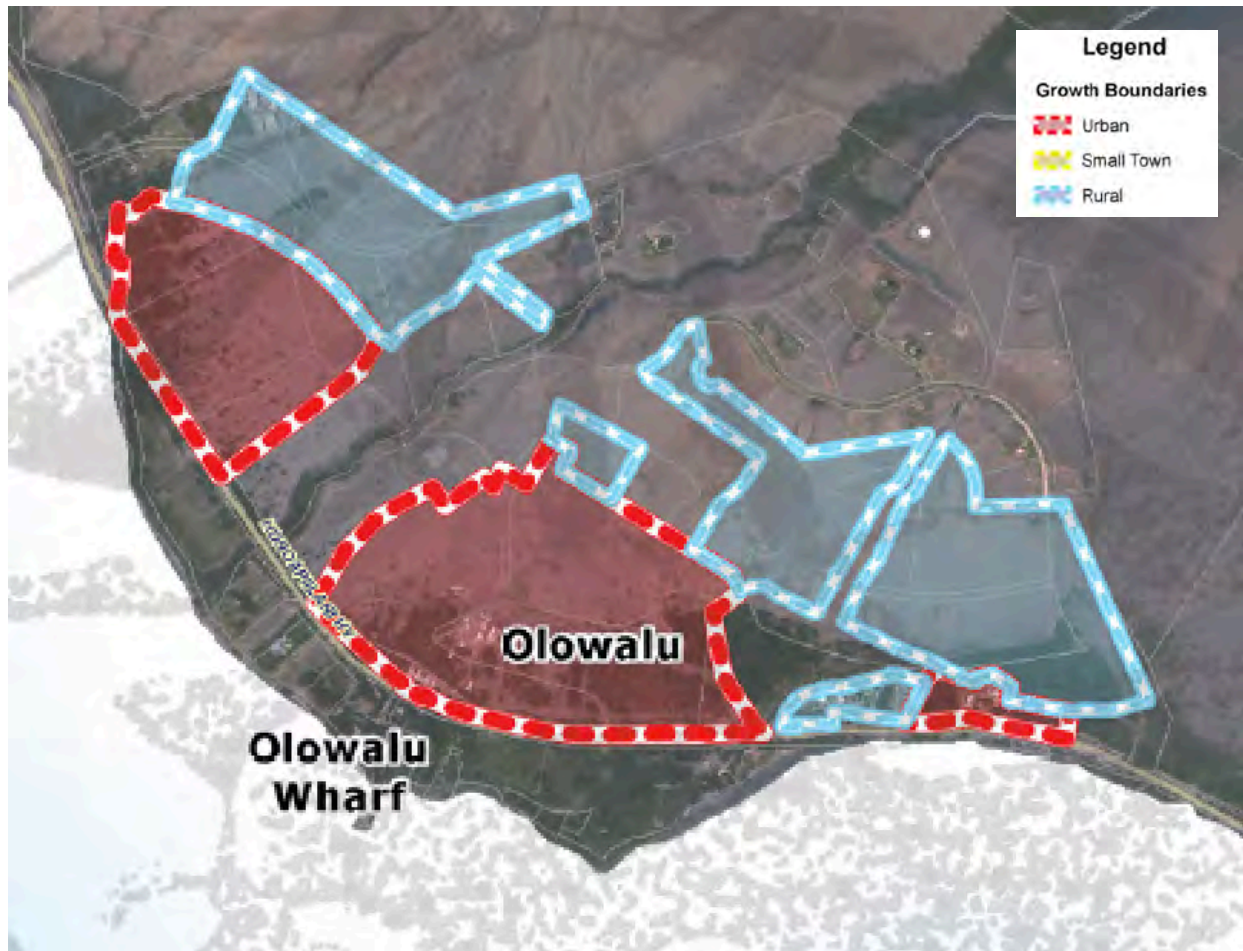 Legend
Growth Boundaries
Urban
Small Town
Rural
Olowalu
Olowalu
Wharf